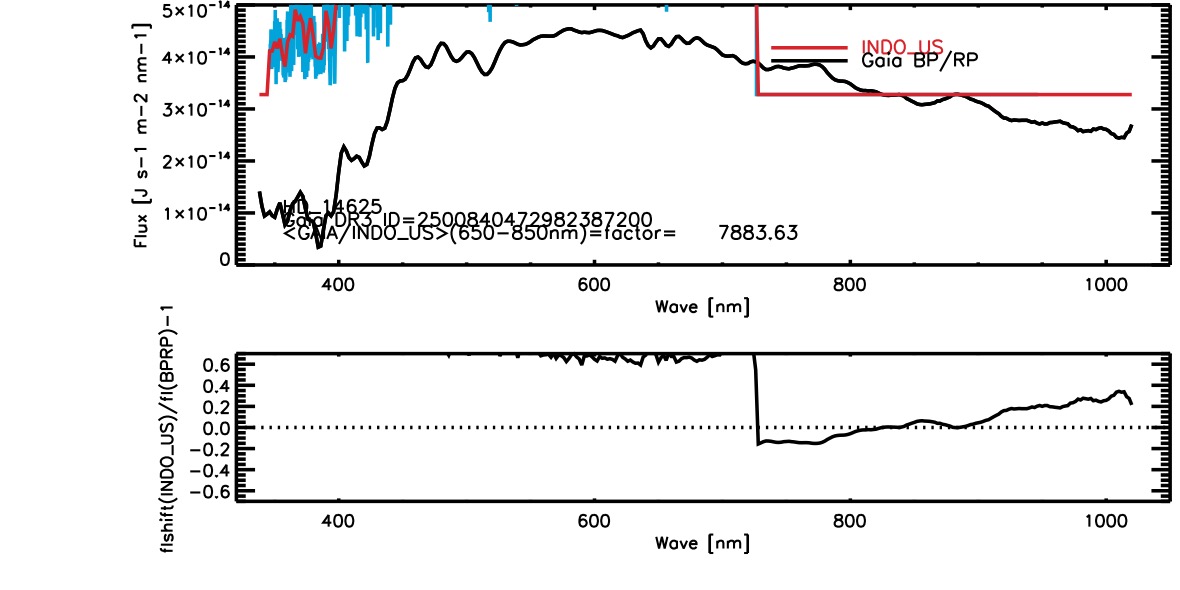 5×10⁻¹⁴
4×10⁻¹⁴
3×10⁻¹⁴
2×10⁻¹⁴
1×10⁻¹⁴
0
Flux [J s-1 m-2 nm-1]
INDO_US
Gaia BP/RP
HD_14625
Gaia DR3 ID=2500840472982387200
<GAIA/INDO_US>(650-850nm)=factor= 7883.63
400 600 800 1000
Wave [nm]
flshift(INDO_US)/fl(BPRP)-1
0.6
0.4
0.2
0.0
-0.2
-0.4
-0.6
400 600 800 1000
Wave [nm]